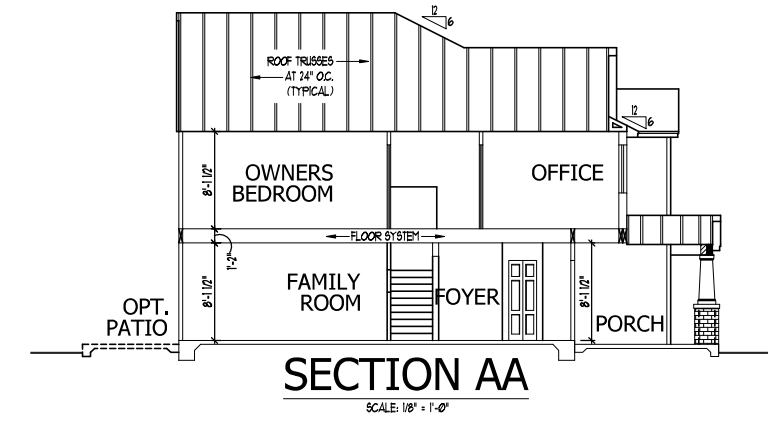 12
6
ROOF TRUSSES
AT 24" O.C.
(TYPICAL)
12
6
OWNERS
BEDROOM
OFFICE
8'-1 1/2"
FLOOR SYSTEM
1'-2"
8'-1 1/2"
FAMILY
ROOM
FOYER
8'-1 1/2"
OPT.
PATIO
PORCH
SECTION AA
SCALE: 1/8" = 1'-0"